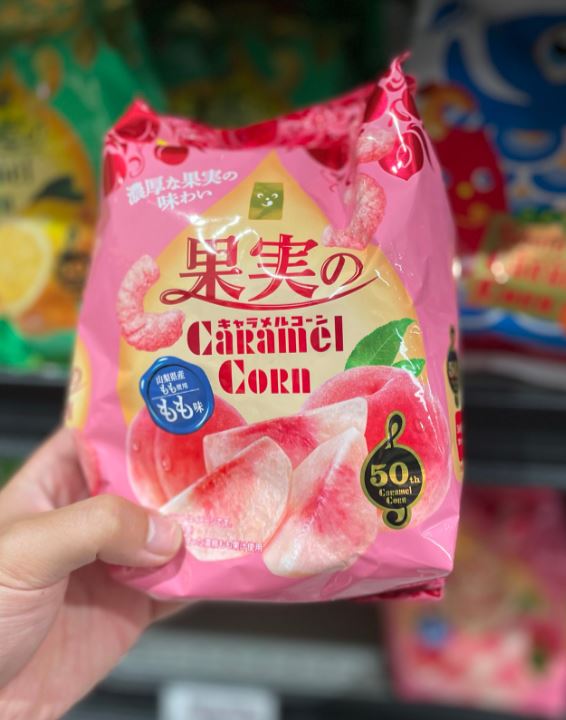 濃厚な果実の
味わい
果実の
キャラメルコーン
Caramel
Corn
山梨県産
もも使用
もも味
50th
Caramel
Corn